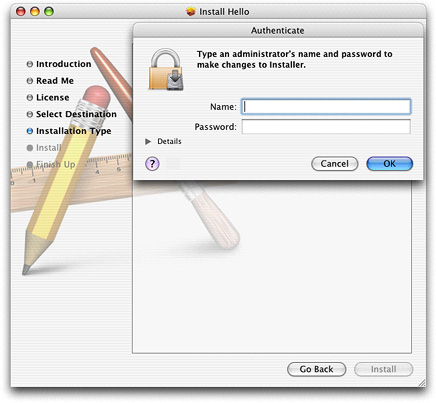 Install Hello
Authenticate
Type an administrator's name and password to
make changes to Installer.
Name:
Password:
Details
?
Cancel
OK
Introduction
Read Me
License
Select Destination
Installation Type
Install
Finish Up
Go Back
Install